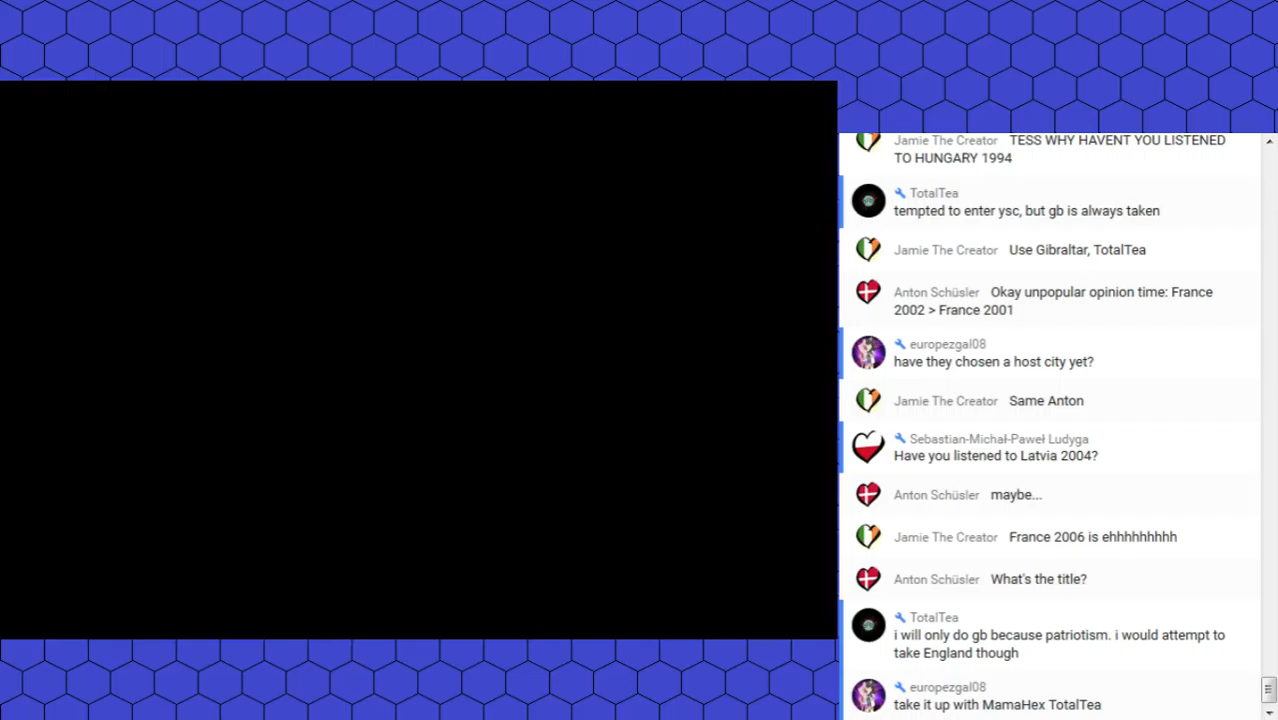 Jamie The Creator TESS WHY HAVENT YOU LISTENED
TO HUNGARY 1994
TotalTea
tempted to enter ysc, but gb is always taken
Jamie The Creator Use Gibraltar, TotalTea
Anton Schüsler Okay unpopular opinion time: France
2002 > France 2001
europezgal08
have they chosen a host city yet?
Jamie The Creator Same Anton
Sebastian-Michał-Paweł Ludyga
Have you listened to Latvia 2004?
Anton Schüsler maybe...
Jamie The Creator France 2006 is ehhhhhhhhh
Anton Schüsler What's the title?
TotalTea
i will only do gb because patriotism. i would attempt to
take England though
europezgal08
take it up with MamaHex TotalTea